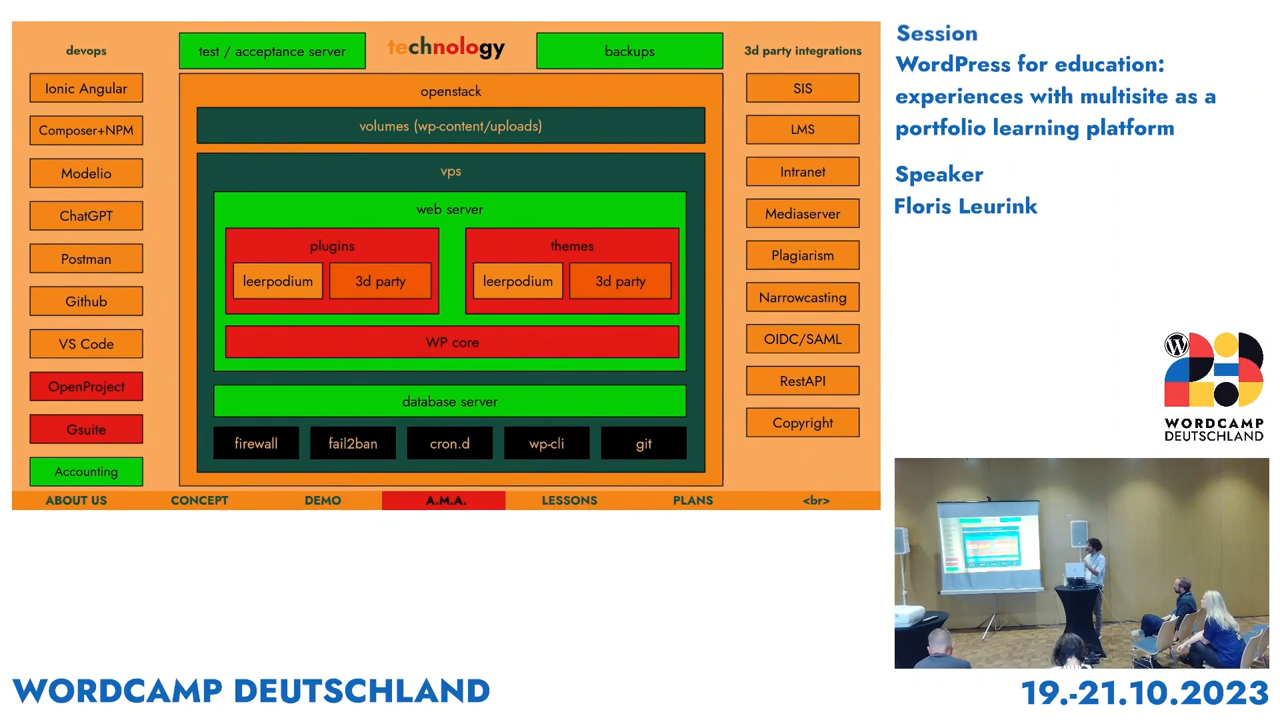 devops
Ionic Angular
Composer+NPM
Modelio
ChatGPT
Postman
Github
VS Code
OpenProject
Gsuite
Accounting
test / acceptance server
technology
backups
openstack
volumes (wp-content/uploads)
vps
web server
plugins
leerpodium
3d party
themes
leerpodium
3d party
WP core
database server
firewall
fail2ban
cron.d
wp-cli
git
3d party integrations
SIS
LMS
Intranet
Mediaserver
Plagiarism
Narrowcasting
OIDC/SAML
RestAPI
Copyright
ABOUT US
CONCEPT
DEMO
A.M.A.
LESSONS
PLANS
<br>
Session
WordPress for education:
experiences with multisite as a
portfolio learning platform
Speaker
Floris Leurink
W
WORDCAMP
DEUTSCHLAND
WORDCAMP DEUTSCHLAND
19.-21.10.2023